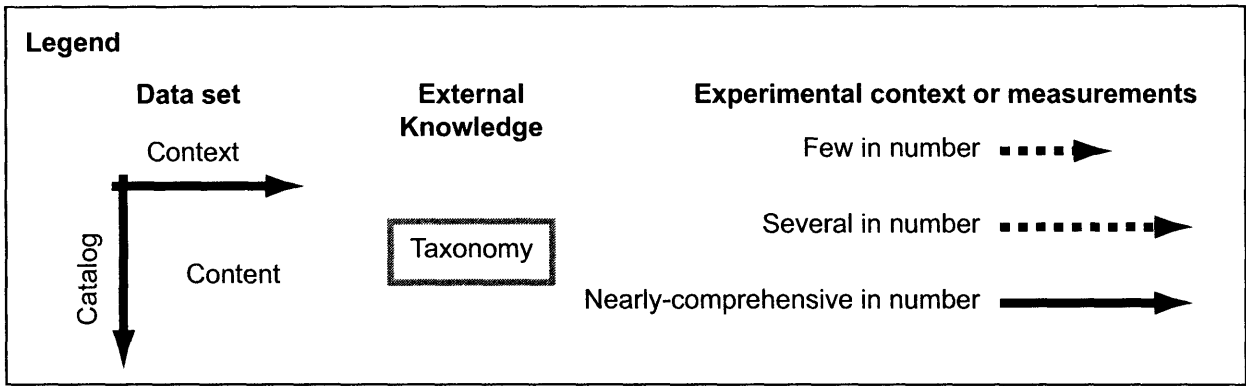 Legend
Data set
Context
Catalog
Content
External
Knowledge
Taxonomy
Experimental context or measurements
Few in number
Several in number
Nearly-comprehensive in number